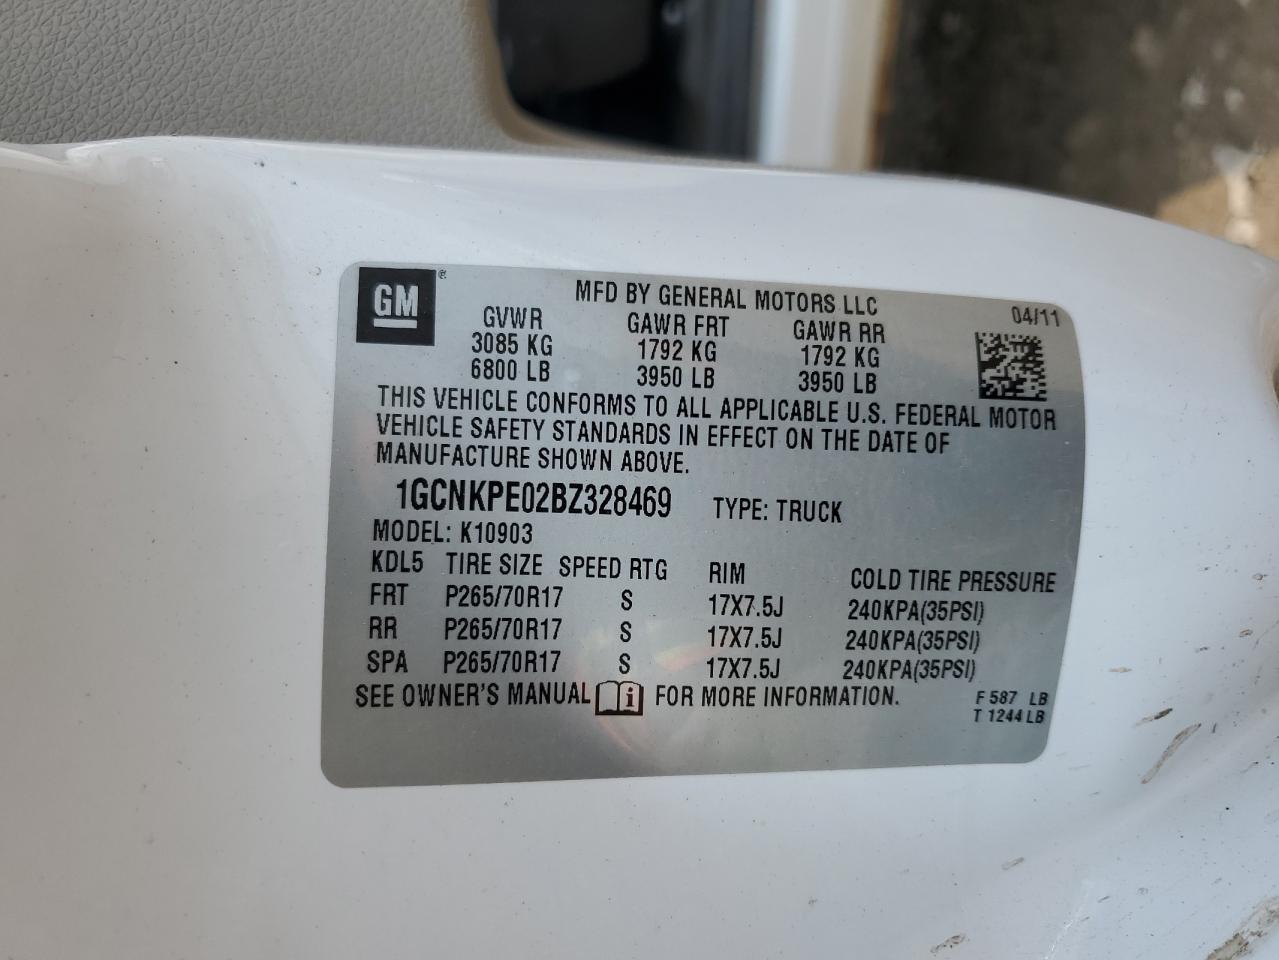 GM ®
MFD BY GENERAL MOTORS LLC
04/11
GVWR GAWR FRT GAWR RR
3085 KG 1792 KG 1792 KG
6800 LB 3950 LB 3950 LB
THIS VEHICLE CONFORMS TO ALL APPLICABLE U.S. FEDERAL MOTOR
VEHICLE SAFETY STANDARDS IN EFFECT ON THE DATE OF
MANUFACTURE SHOWN ABOVE.
1GCNKPE02BZ328469 TYPE: TRUCK
MODEL: K10903
KDL5 TIRE SIZE SPEED RTG RIM COLD TIRE PRESSURE
FRT P265/70R17 S 17X7.5J 240KPA(35PSI)
RR P265/70R17 S 17X7.5J 240KPA(35PSI)
SPA P265/70R17 S 17X7.5J 240KPA(35PSI)
SEE OWNER'S MANUAL i FOR MORE INFORMATION.
F 587 LB
T 1244 LB